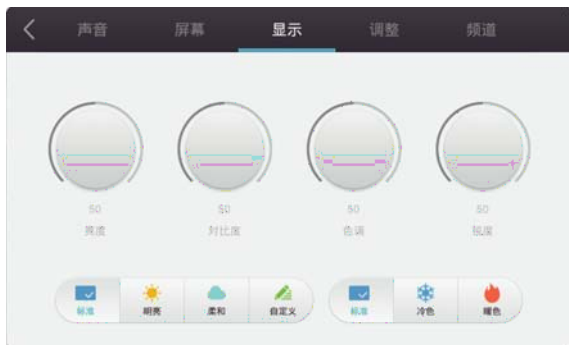 声音 屏幕 显示 调整 频道
50 50 50 50
亮度 对比度 色调 锐度
标准 明亮 柔和 自定义 标准 冷色 暖色